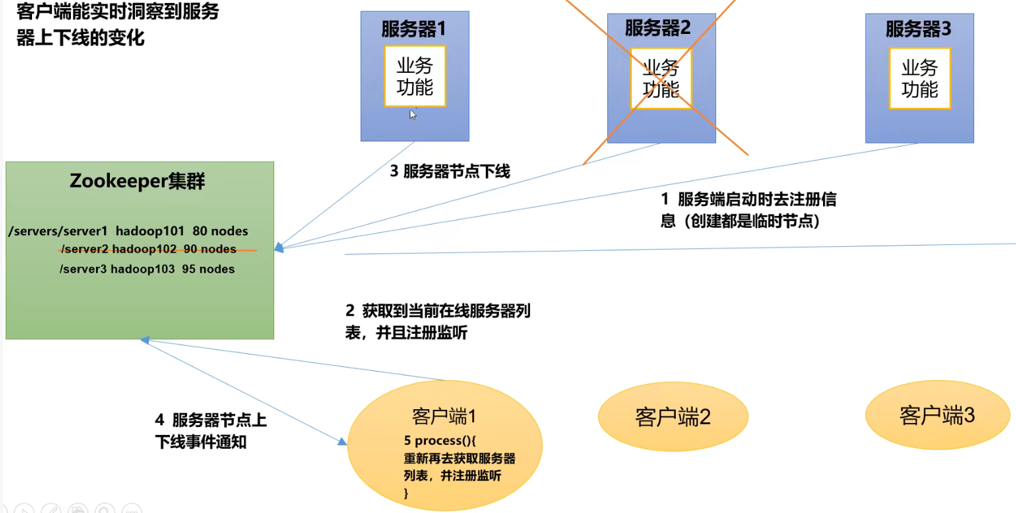 客户端能实时洞察到服务
器上下线的变化
服务器1
业务
功能
服务器2
业务
功能
服务器3
业务
功能
3 服务器节点下线
1 服务端启动时去注册信
息（创建都是临时节点）
Zookeeper集群
/servers/server1 hadoop101 80 nodes
/server2 hadoop102 90 nodes
/server3 hadoop103 95 nodes
2 获取到当前在线服务器列
表，并且注册监听
4 服务器节点上
下线事件通知
客户端1
5 process(){
重新再去获取服务器
列表，并注册监听
}
客户端2
客户端3